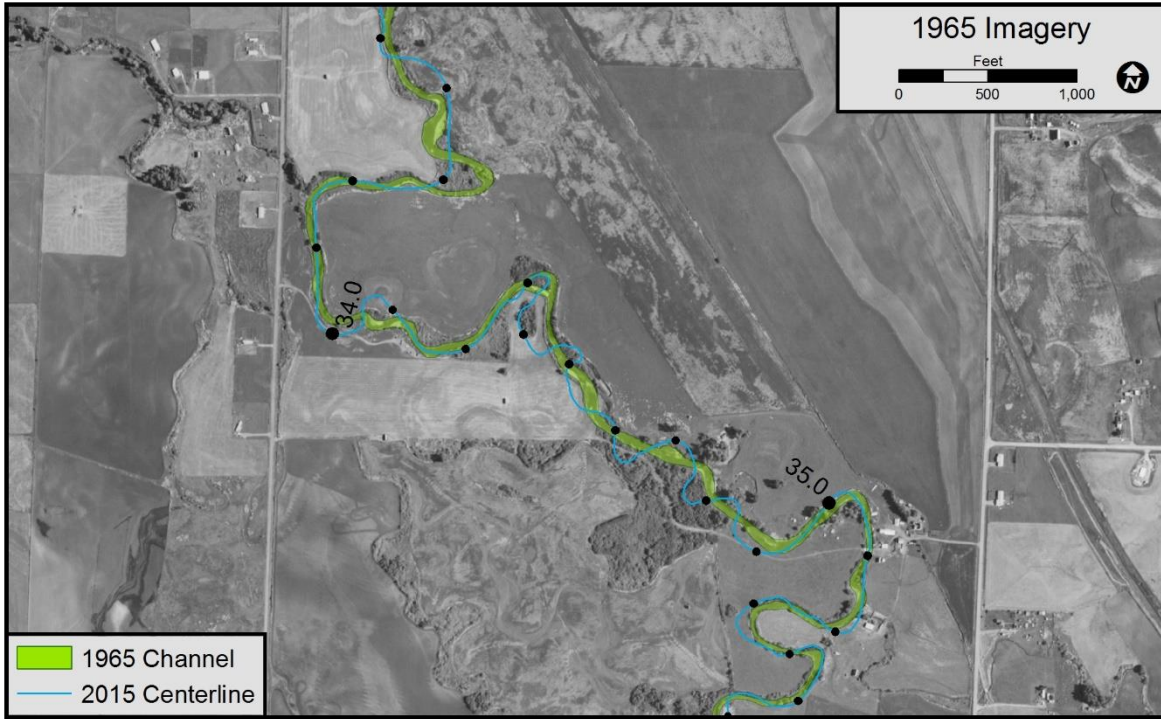 1965 Imagery
Feet
0 500 1,000
N
34.0
35.0
1965 Channel
2015 Centerline